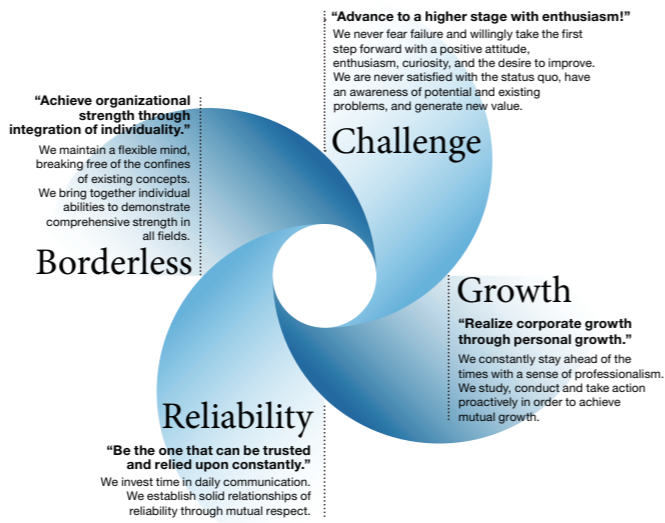 “Advance to a higher stage with enthusiasm!”
We never fear failure and willingly take the first
step forward with a positive attitude,
enthusiasm, curiosity, and the desire to improve.
We are never satisfied with the status quo, have
an awareness of potential and existing
problems, and generate new value.
Challenge
“Achieve organizational
strength through
integration of individuality.”
We maintain a flexible mind,
breaking free of the confines
of existing concepts.
We bring together individual
abilities to demonstrate
comprehensive strength in
all fields.
Borderless
Growth
“Realize corporate growth
through personal growth.”
We constantly stay ahead of the
times with a sense of professionalism.
We study, conduct and take action
proactively in order to achieve
mutual growth.
Reliability
“Be the one that can be trusted
and relied upon constantly.”
We invest time in daily communication.
We establish solid relationships of
reliability through mutual respect.